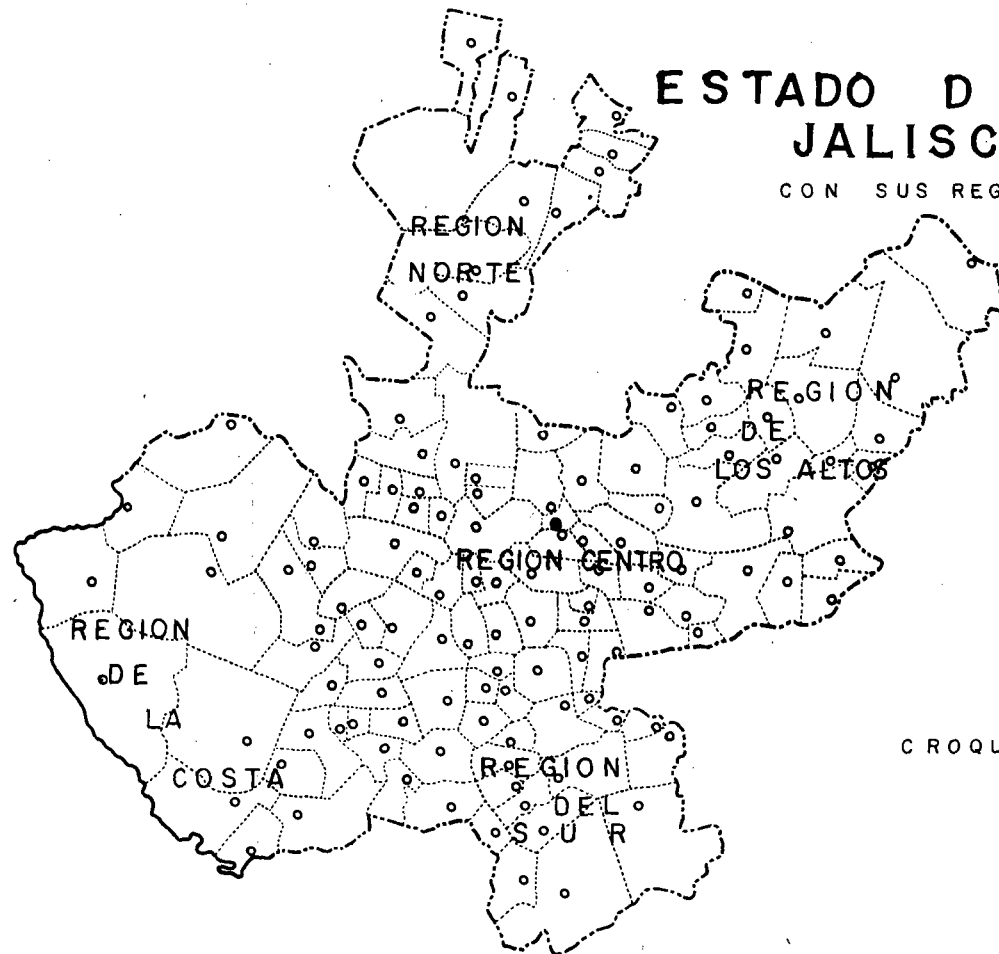 ESTADO D
JALISC
CON SUS REG
REGION
NORTE
REGION
DE
LOS ALTOS
REGION CENTRO
REGION
DE
LA
COSTA
REGION
DEL
SUR
CROQU